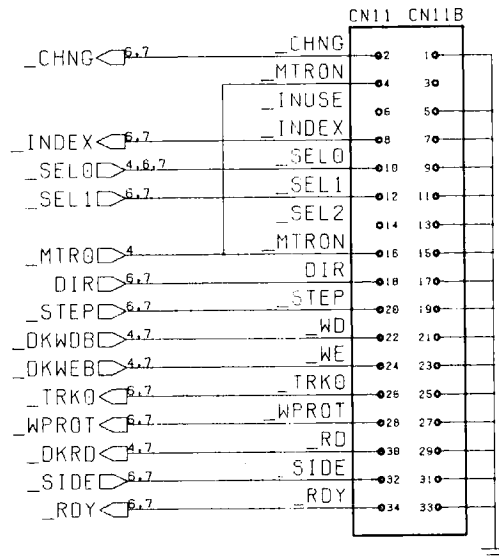 CN11 CN11B
_CHNG 6,7 _CHNG 2 1
_MTRON 4 3
_INUSE 6 5
_INDEX 6,7 _INDEX 8 7
_SEL0 4,6,7 _SEL0 10 9
_SEL1 6,7 _SEL1 12 11
_SEL2 14 13
_MTR0 4 _MTRON 16 15
DIR 6,7 DIR 18 17
_STEP 6,7 _STEP 20 19
_DKWDB 4,7 _WD 22 21
_DKWEB 4,7 _WE 24 23
_TRK0 6,7 _TRK0 26 25
_WPROT 6,7 _WPROT 28 27
_DKRD 4,7 _RD 30 29
_SIDE 6,7 _SIDE 32 31
_RDY 6,7 _RDY 34 33